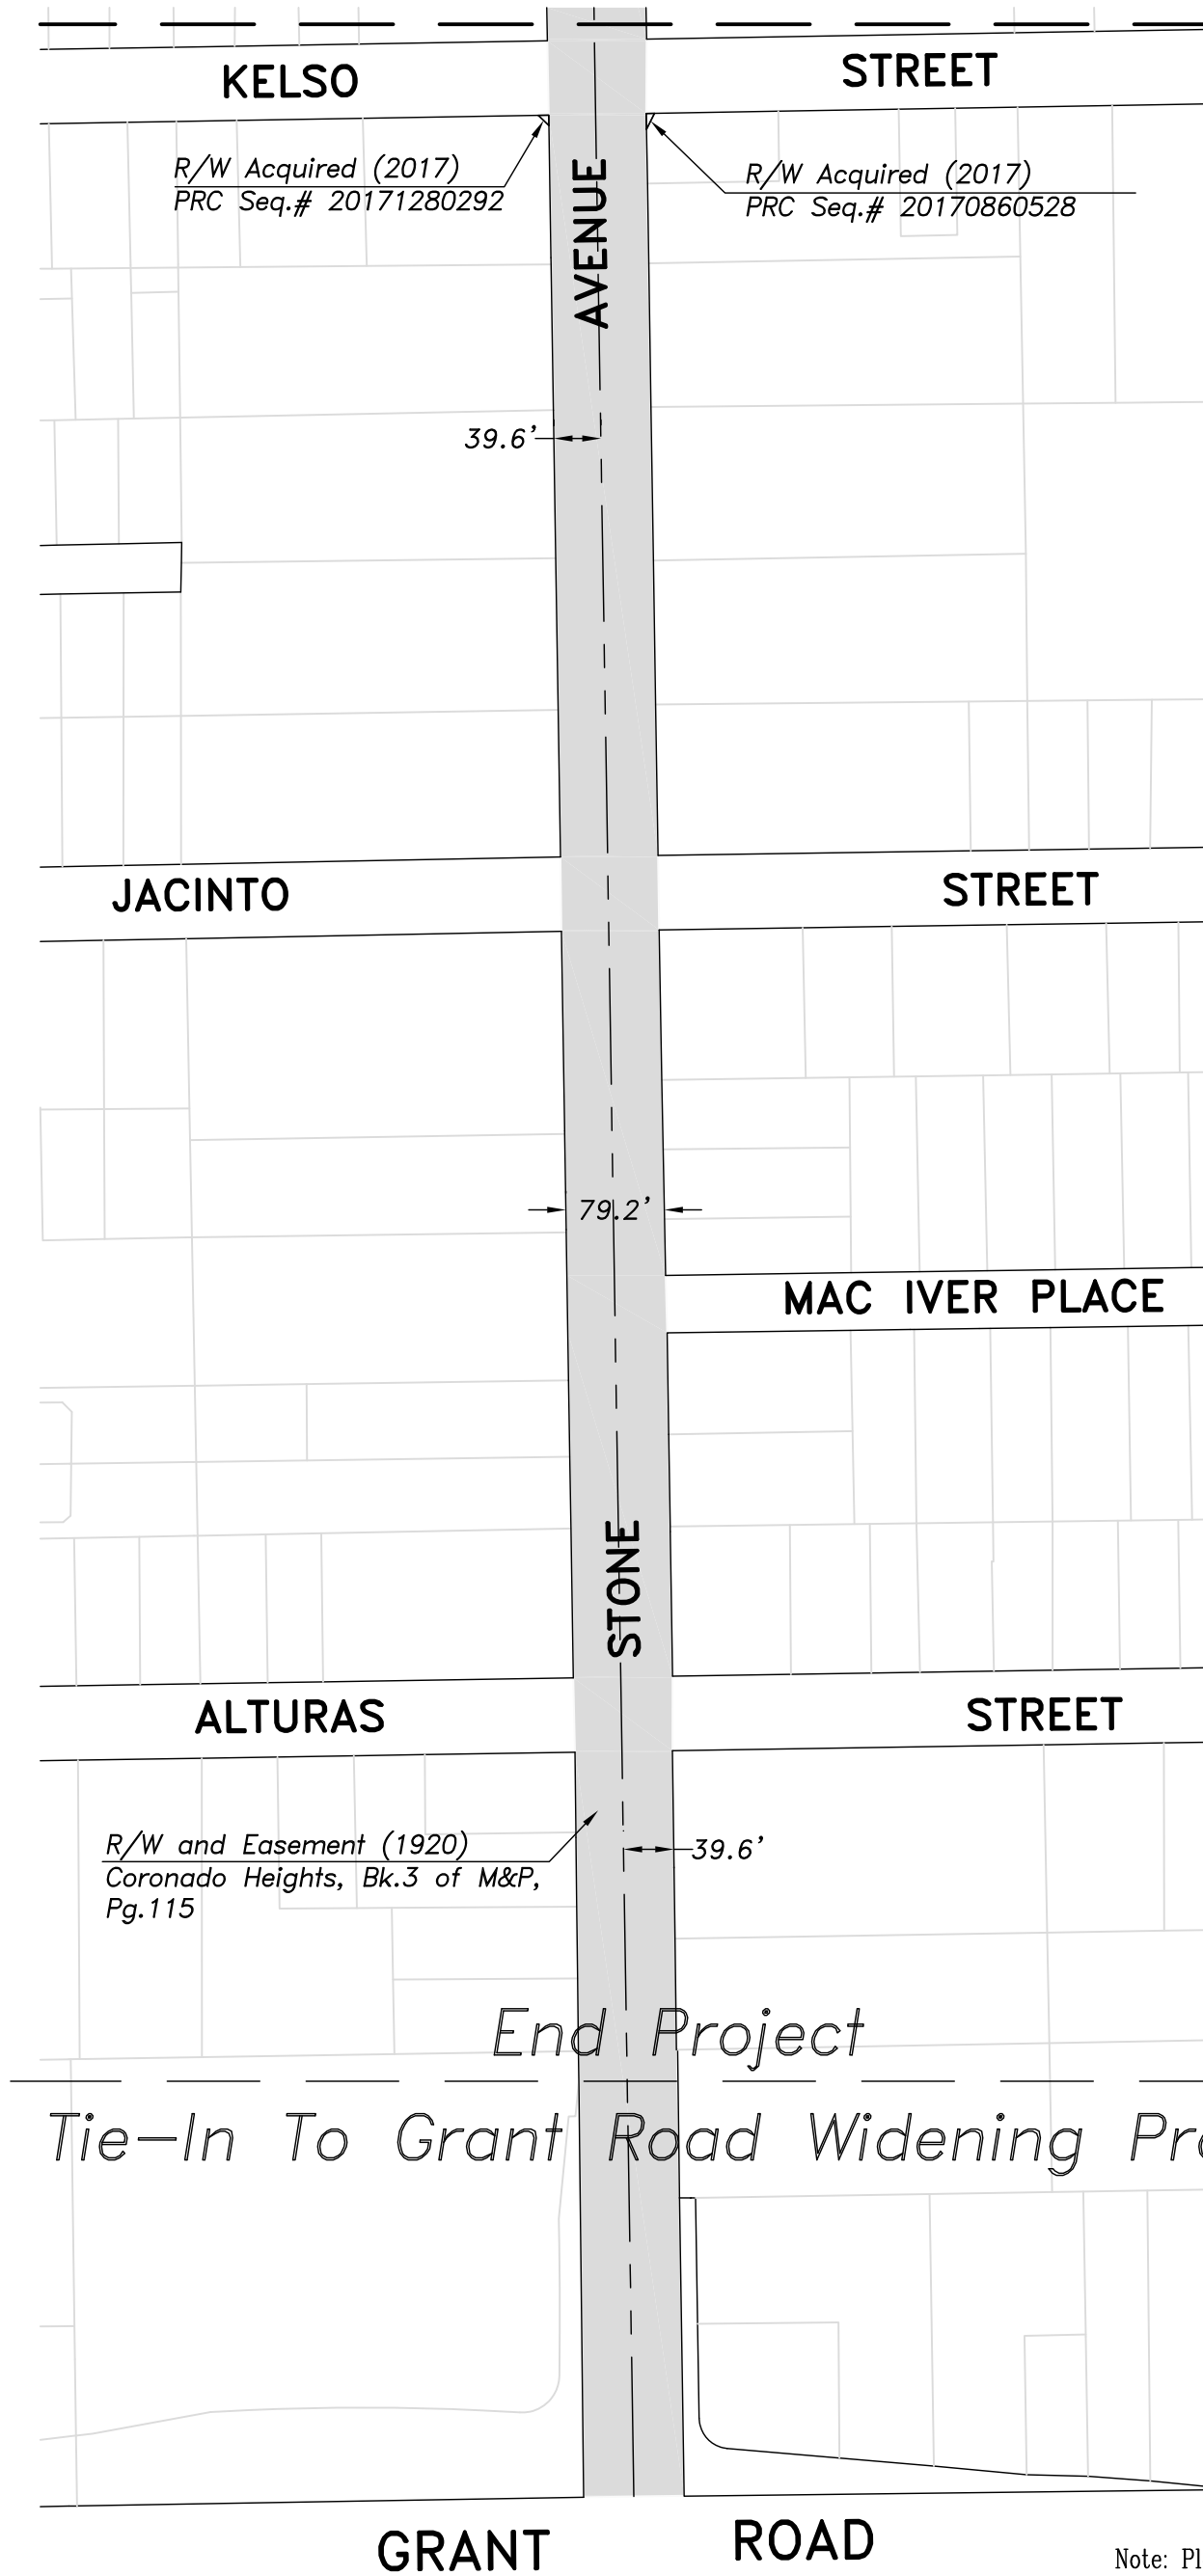 KELSO STREET
R/W Acquired (2017)
PRC Seq.# 20171280292
R/W Acquired (2017)
PRC Seq.# 20170860528
AVENUE
39.6'
JACINTO STREET
79.2'
MAC IVER PLACE
STONE
ALTURAS STREET
R/W and Easement (1920)
Coronado Heights, Bk.3 of M&P,
Pg.115
39.6'
End Project
Tie-In To Grant Road Widening
GRANT ROAD
Note: